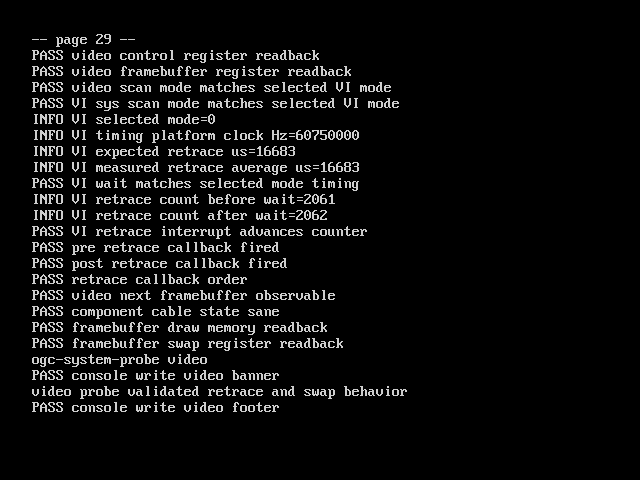 -- page 29 --
PASS video control register readback
PASS video framebuffer register readback
PASS video scan mode matches selected VI mode
PASS VI sys scan mode matches selected VI mode
INFO VI selected mode=0
INFO VI timing platform clock Hz=60750000
INFO VI expected retrace us=16683
INFO VI measured retrace average us=16683
PASS VI wait matches selected mode timing
INFO VI retrace count before wait=2061
INFO VI retrace count after wait=2062
PASS VI retrace interrupt advances counter
PASS pre retrace callback fired
PASS post retrace callback fired
PASS retrace callback order
PASS video next framebuffer observable
PASS component cable state sane
PASS framebuffer draw memory readback
PASS framebuffer swap register readback
ogc-system-probe video
PASS console write video banner
video probe validated retrace and swap behavior
PASS console write video footer